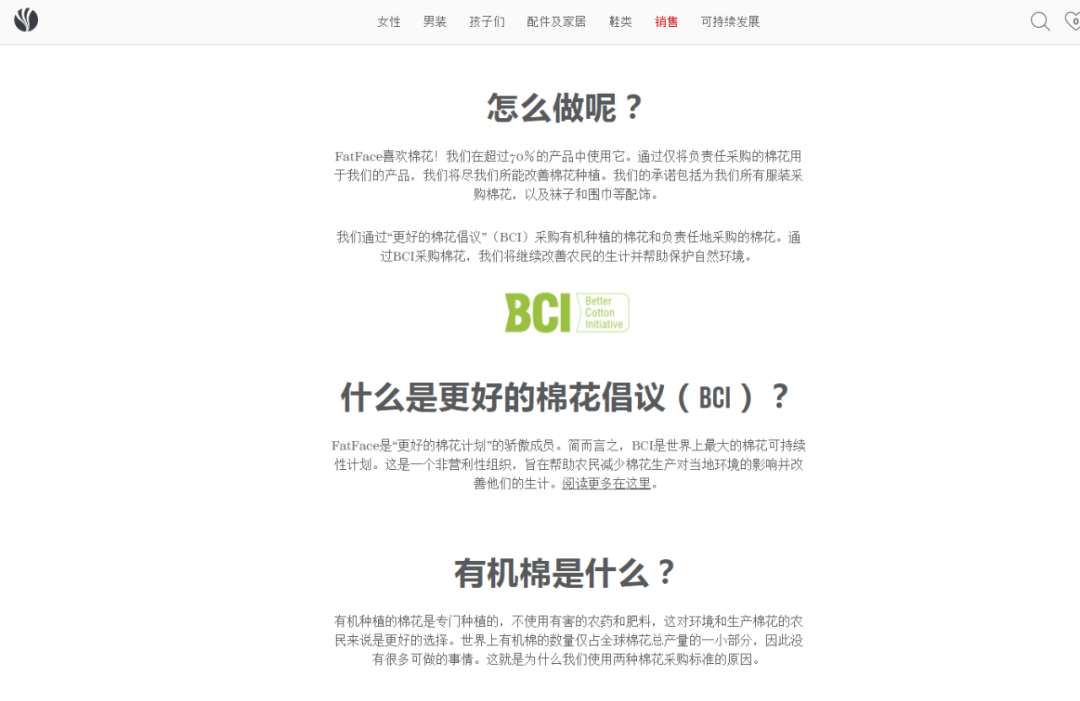 女性 男装 孩子们 配件及家居 鞋类 销售 可持续发展
0
怎么做呢？
FatFace喜欢棉花！我们在超过70％的产品中使用它。通过仅将负责任采购的棉花用
于我们的产品，我们将尽我们所能改善棉花种植。我们的承诺包括为我们所有服装采
购棉花，以及袜子和围巾等配饰。
我们通过“更好的棉花倡议”（BCI）采购有机种植的棉花和负责任地采购的棉花。通
过BCI采购棉花，我们将继续改善农民的生计并帮助保护自然环境。
BCI
Better
Cotton
Initiative
什么是更好的棉花倡议（BCI）？
FatFace是“更好的棉花计划”的骄傲成员。简而言之，BCI是世界上最大的棉花可持续
性计划。这是一个非营利性组织，旨在帮助农民减少棉花生产对当地环境的影响并改
善他们的生计。阅读更多在这里。
有机棉是什么？
有机种植的棉花是专门种植的，不使用有害的农药和肥料，这对环境和生产棉花的农
民来说是更好的选择。世界上有机棉的数量仅占全球棉花总产量的一小部分，因此没
有很多可做的事情。这就是为什么我们使用两种棉花采购标准的原因。